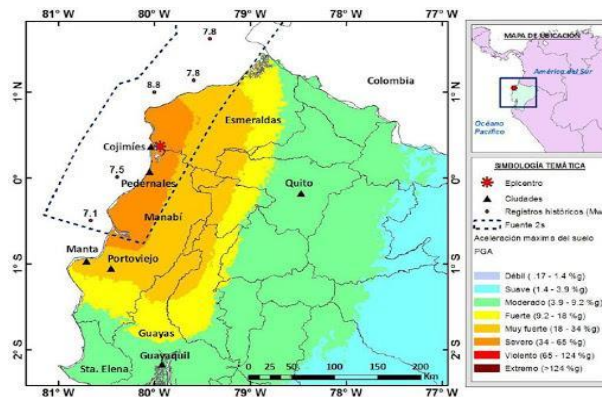 81°W
80°W
79°W
78°W
77°W
7.8
7.8
8.8
Colombia
1°N
Esmeraldas
Cojimíes
7.5
Pedernales
0°
Quito
7.1
Manabí
Manta
Portoviejo
1°S
Guayas
Guayaquil
Sta. Elena
2°S
0
50
100
150
200
Km
81°W
80°W
79°W
78°W
77°W
MAPA DE UBICACIÓN
América del Sur
Océano
Pacífico
SIMBOLOGÍA TEMÁTICA
Epicentro
Ciudades
Registros históricos (Mw)
Fuente 2s
Aceleración máxima del suelo
PGA
Débil (.17 - 1.4 %g)
Suave (1.4 - 3.9 %g)
Moderado (3.9 - 9.2 %g)
Fuerte (9.2 - 18 %g)
Muy fuerte (18 - 34 %g)
Severo (34 - 65 %g)
Violento (65 - 124 %g)
Extremo (>124 %g)